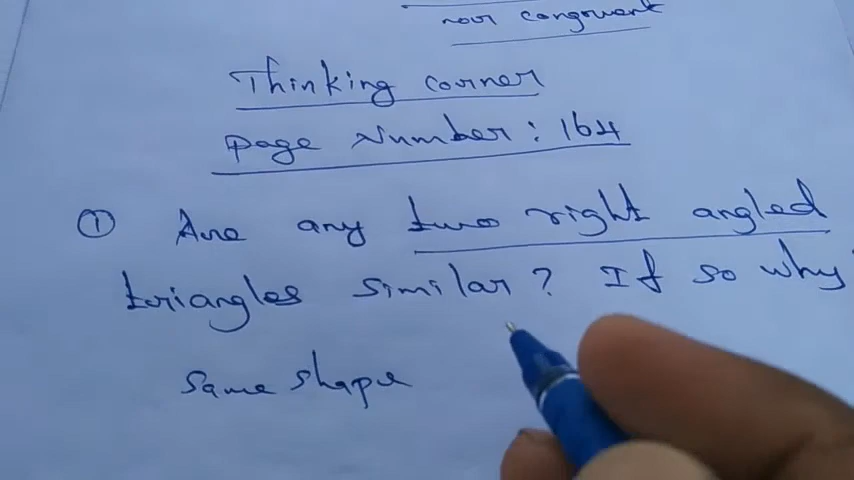 non congruent
Thinking corner
Page Number: 164
① Are any two right angled
triangles similar? If so why
same shape